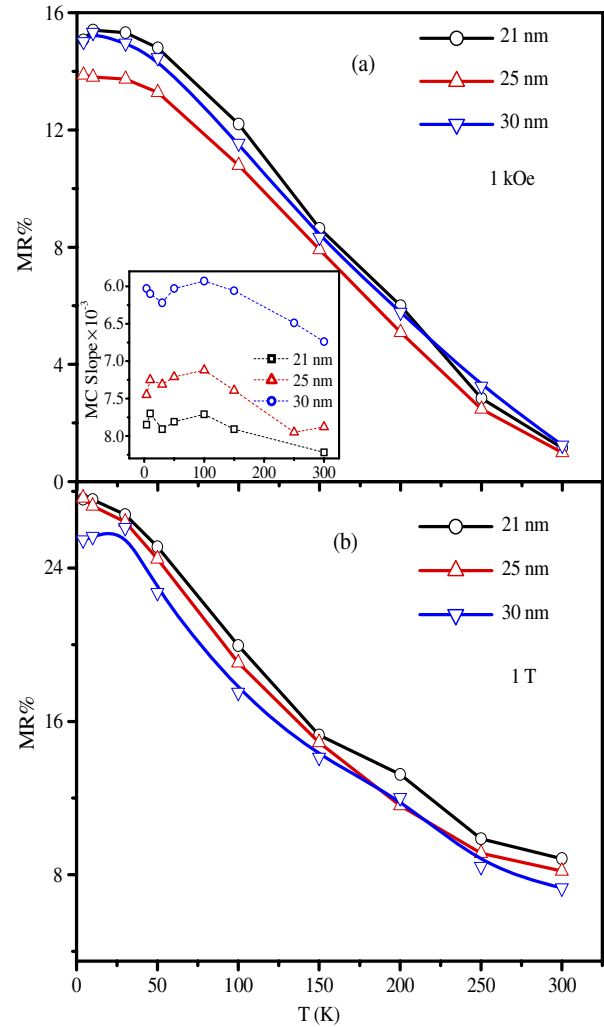 16
12
8
4
0
MR%
(a)
21 nm
25 nm
30 nm
1 kOe
6.0
6.5
7.0
7.5
8.0
MC Slope×10⁻³
21 nm
25 nm
30 nm
0 100 200 300
24
16
8
MR%
(b)
21 nm
25 nm
30 nm
1 T
0 50 100 150 200 250 300
T (K)